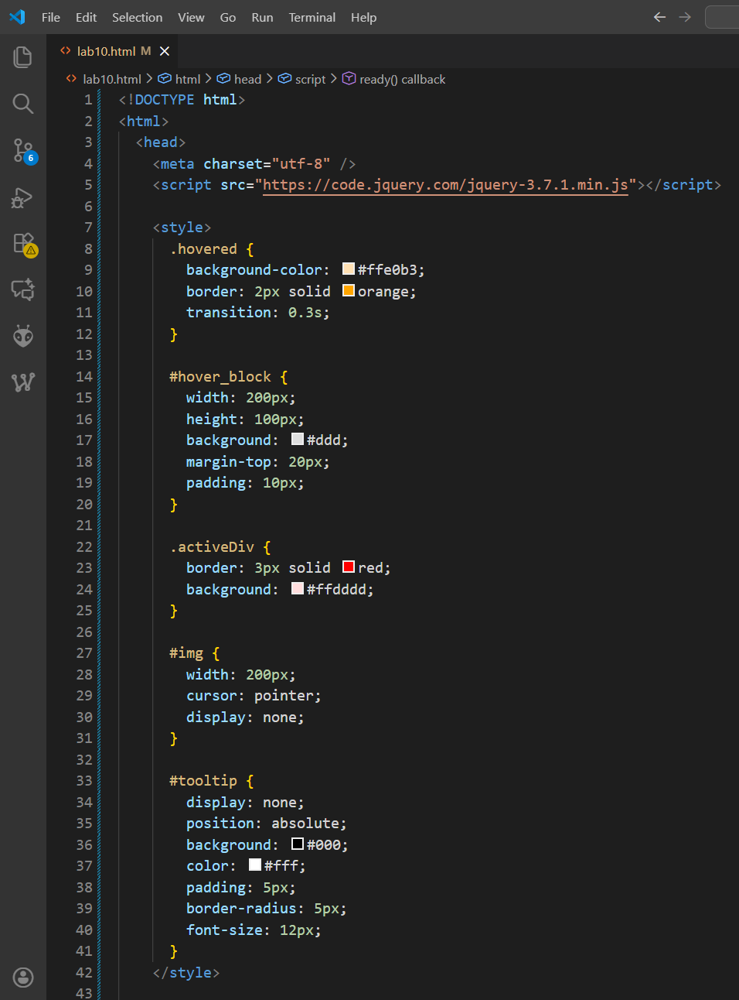 File Edit Selection View Go Run Terminal Help
lab10.html M
lab10.html > html > head > script > ready() callback
1 <!DOCTYPE html>
2 <html>
3 <head>
4 <meta charset="utf-8" />
5 <script src="https://code.jquery.com/jquery-3.7.1.min.js"></script>
6
7 <style>
8 .hovered {
9 background-color: #ffe0b3;
10 border: 2px solid orange;
11 transition: 0.3s;
12 }
13
14 #hover_block {
15 width: 200px;
16 height: 100px;
17 background: #ddd;
18 margin-top: 20px;
19 padding: 10px;
20 }
21
22 .activeDiv {
23 border: 3px solid red;
24 background: #ffdddd;
25 }
26
27 #img {
28 width: 200px;
29 cursor: pointer;
30 display: none;
31 }
32
33 #tooltip {
34 display: none;
35 position: absolute;
36 background: #000;
37 color: #fff;
38 padding: 5px;
39 border-radius: 5px;
40 font-size: 12px;
41 }
42 </style>
43
6